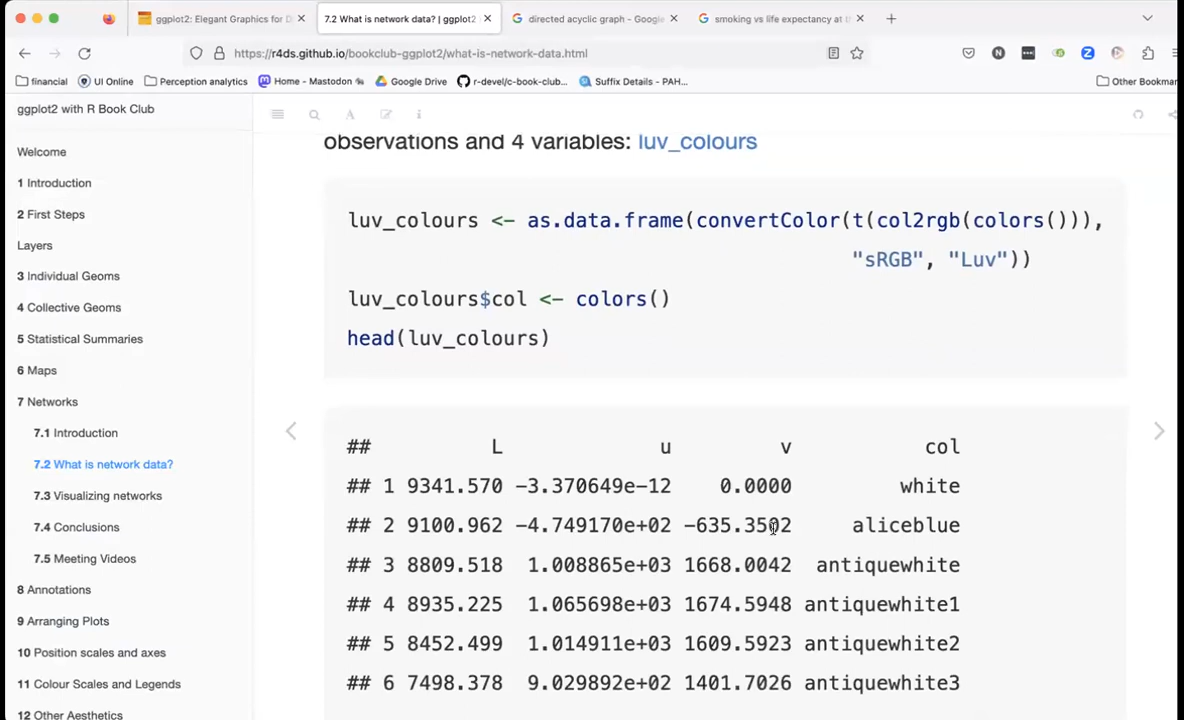 ggplot2: Elegant Graphics for D
7.2 What is network data? | ggplot2
directed acyclic graph - Google
smoking vs life expectancy at t
https://r4ds.github.io/bookclub-ggplot2/what-is-network-data.html
financial
UI Online
Perception analytics
Home - Mastodon
Google Drive
r-devel/c-book-club...
Suffix Details - PAH...
Other Bookmar
ggplot2 with R Book Club
Welcome
1 Introduction
2 First Steps
Layers
3 Individual Geoms
4 Collective Geoms
5 Statistical Summaries
6 Maps
7 Networks
7.1 Introduction
7.2 What is network data?
7.3 Visualizing networks
7.4 Conclusions
7.5 Meeting Videos
8 Annotations
9 Arranging Plots
10 Position scales and axes
11 Colour Scales and Legends
12 Other Aesthetics
observations and 4 variables: luv_colours
luv_colours <- as.data.frame(convertColor(t(col2rgb(colors())),
"sRGB", "Luv"))
luv_colours$col <- colors()
head(luv_colours)
## L u v col
## 1 9341.570 -3.370649e-12 0.0000 white
## 2 9100.962 -4.749170e+02 -635.3502 aliceblue
## 3 8809.518 1.008865e+03 1668.0042 antiquewhite
## 4 8935.225 1.065698e+03 1674.5948 antiquewhite1
## 5 8452.499 1.014911e+03 1609.5923 antiquewhite2
## 6 7498.378 9.029892e+02 1401.7026 antiquewhite3